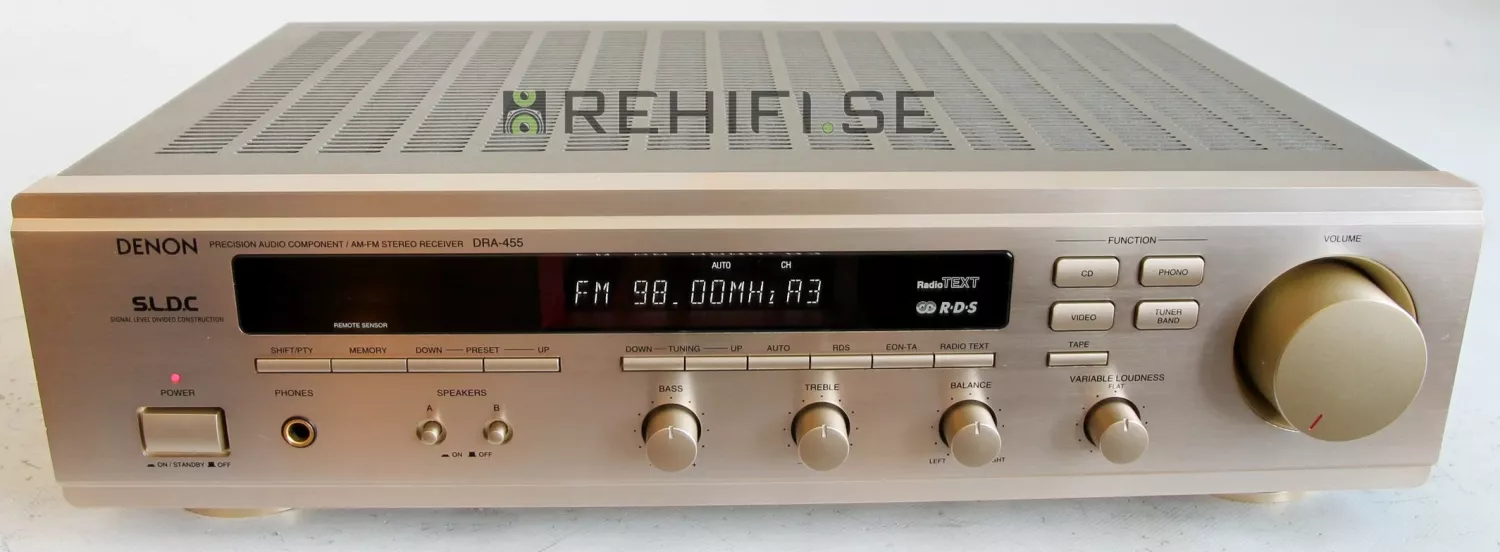 REHIFI.SE
DENON PRECISION AUDIO COMPONENT / AM-FM STEREO RECEIVER DRA-455
S.L.D.C
SIGNAL LEVEL DIVIDED CONSTRUCTION
AUTO CH
FM 98.00MHz A3
RadioTEXT
R·D·S
REMOTE SENSOR
FUNCTION
CD PHONO
VIDEO TUNER BAND
TAPE
VOLUME
SHIFT/PTY MEMORY DOWN — PRESET — UP
DOWN — TUNING — UP AUTO RDS EON-TA RADIO TEXT
POWER
ON / STANDBY OFF
PHONES
SPEAKERS
A B
ON OFF
BASS
TREBLE
BALANCE
LEFT
VARIABLE LOUDNESS
FLAT